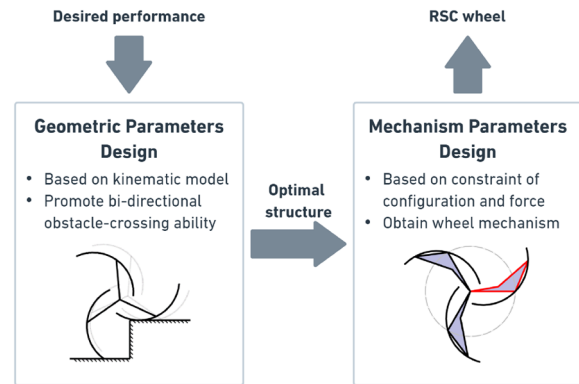 Desired performance
RSC wheel
Geometric Parameters
Design
• Based on kinematic model
• Promote bi-directional
obstacle-crossing ability
Optimal
structure
Mechanism Parameters
Design
• Based on constraint of
configuration and force
• Obtain wheel mechanism